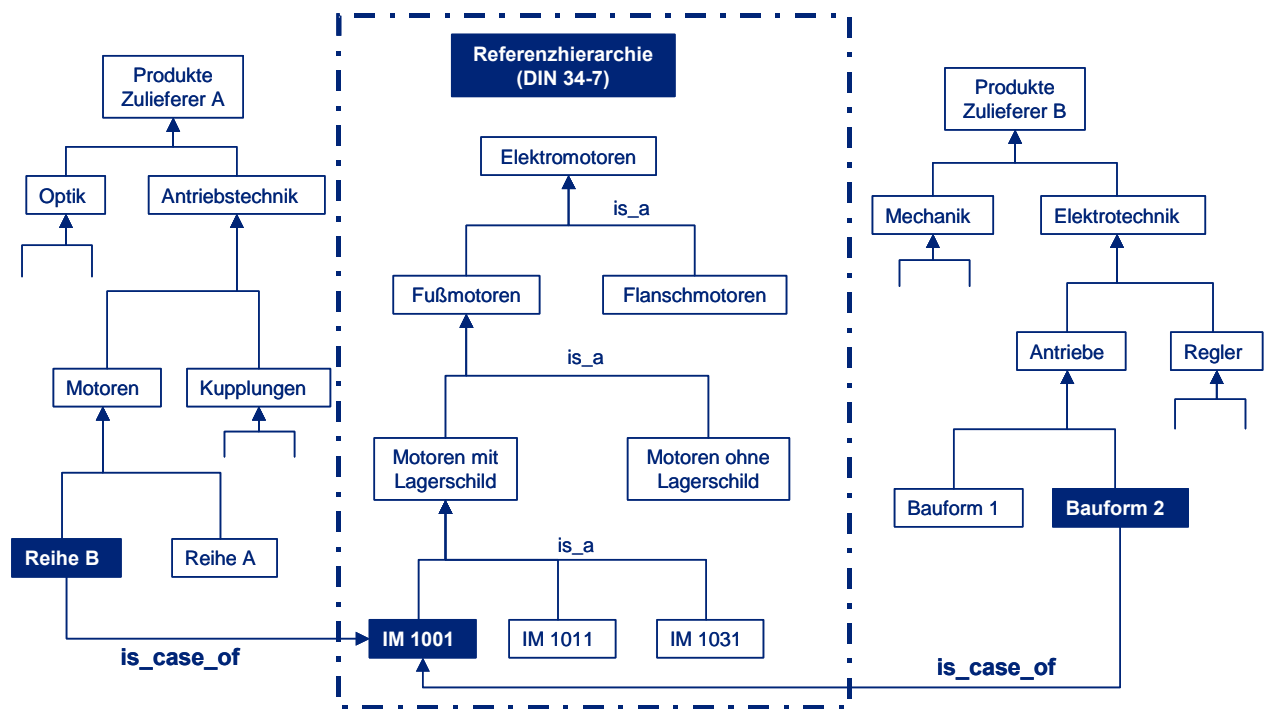 Referenzhierarchie
(DIN 34-7)
Produkte
Zulieferer A
Optik
Antriebstechnik
Motoren
Kupplungen
Reihe B
Reihe A
is_case_of
Elektromotoren
is_a
Fußmotoren
Flanschmotoren
is_a
Motoren mit
Lagerschild
Motoren ohne
Lagerschild
is_a
IM 1001
IM 1011
IM 1031
Produkte
Zulieferer B
Mechanik
Elektrotechnik
Antriebe
Regler
Bauform 1
Bauform 2
is_case_of